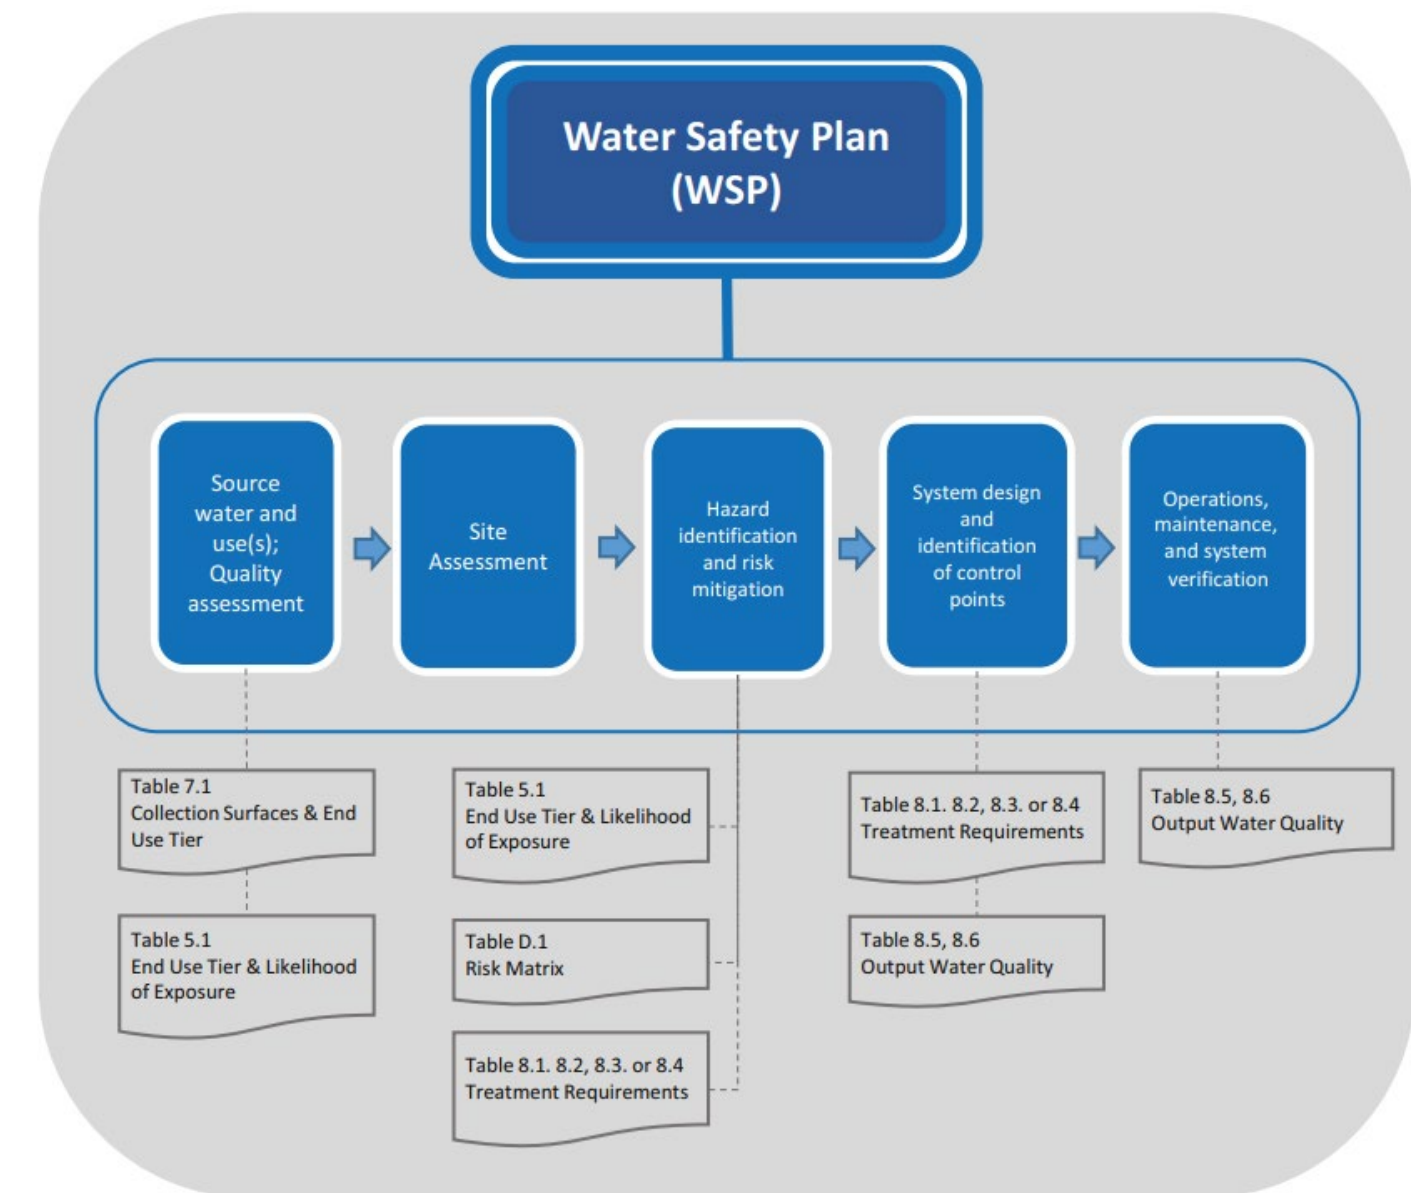 Water Safety Plan
(WSP)
Source
water and
use(s);
Quality
assessment
Site
Assessment
Hazard
identification
and risk
mitigation
System design
and
identification
of control
points
Operations,
maintenance,
and system
verification
Table 7.1
Collection Surfaces & End
Use Tier
Table 5.1
End Use Tier & Likelihood
of Exposure
Table 5.1
End Use Tier & Likelihood
of Exposure
Table D.1
Risk Matrix
Table 8.1. 8.2, 8.3. or 8.4
Treatment Requirements
Table 8.1. 8.2, 8.3. or 8.4
Treatment Requirements
Table 8.5, 8.6
Output Water Quality
Table 8.5, 8.6
Output Water Quality